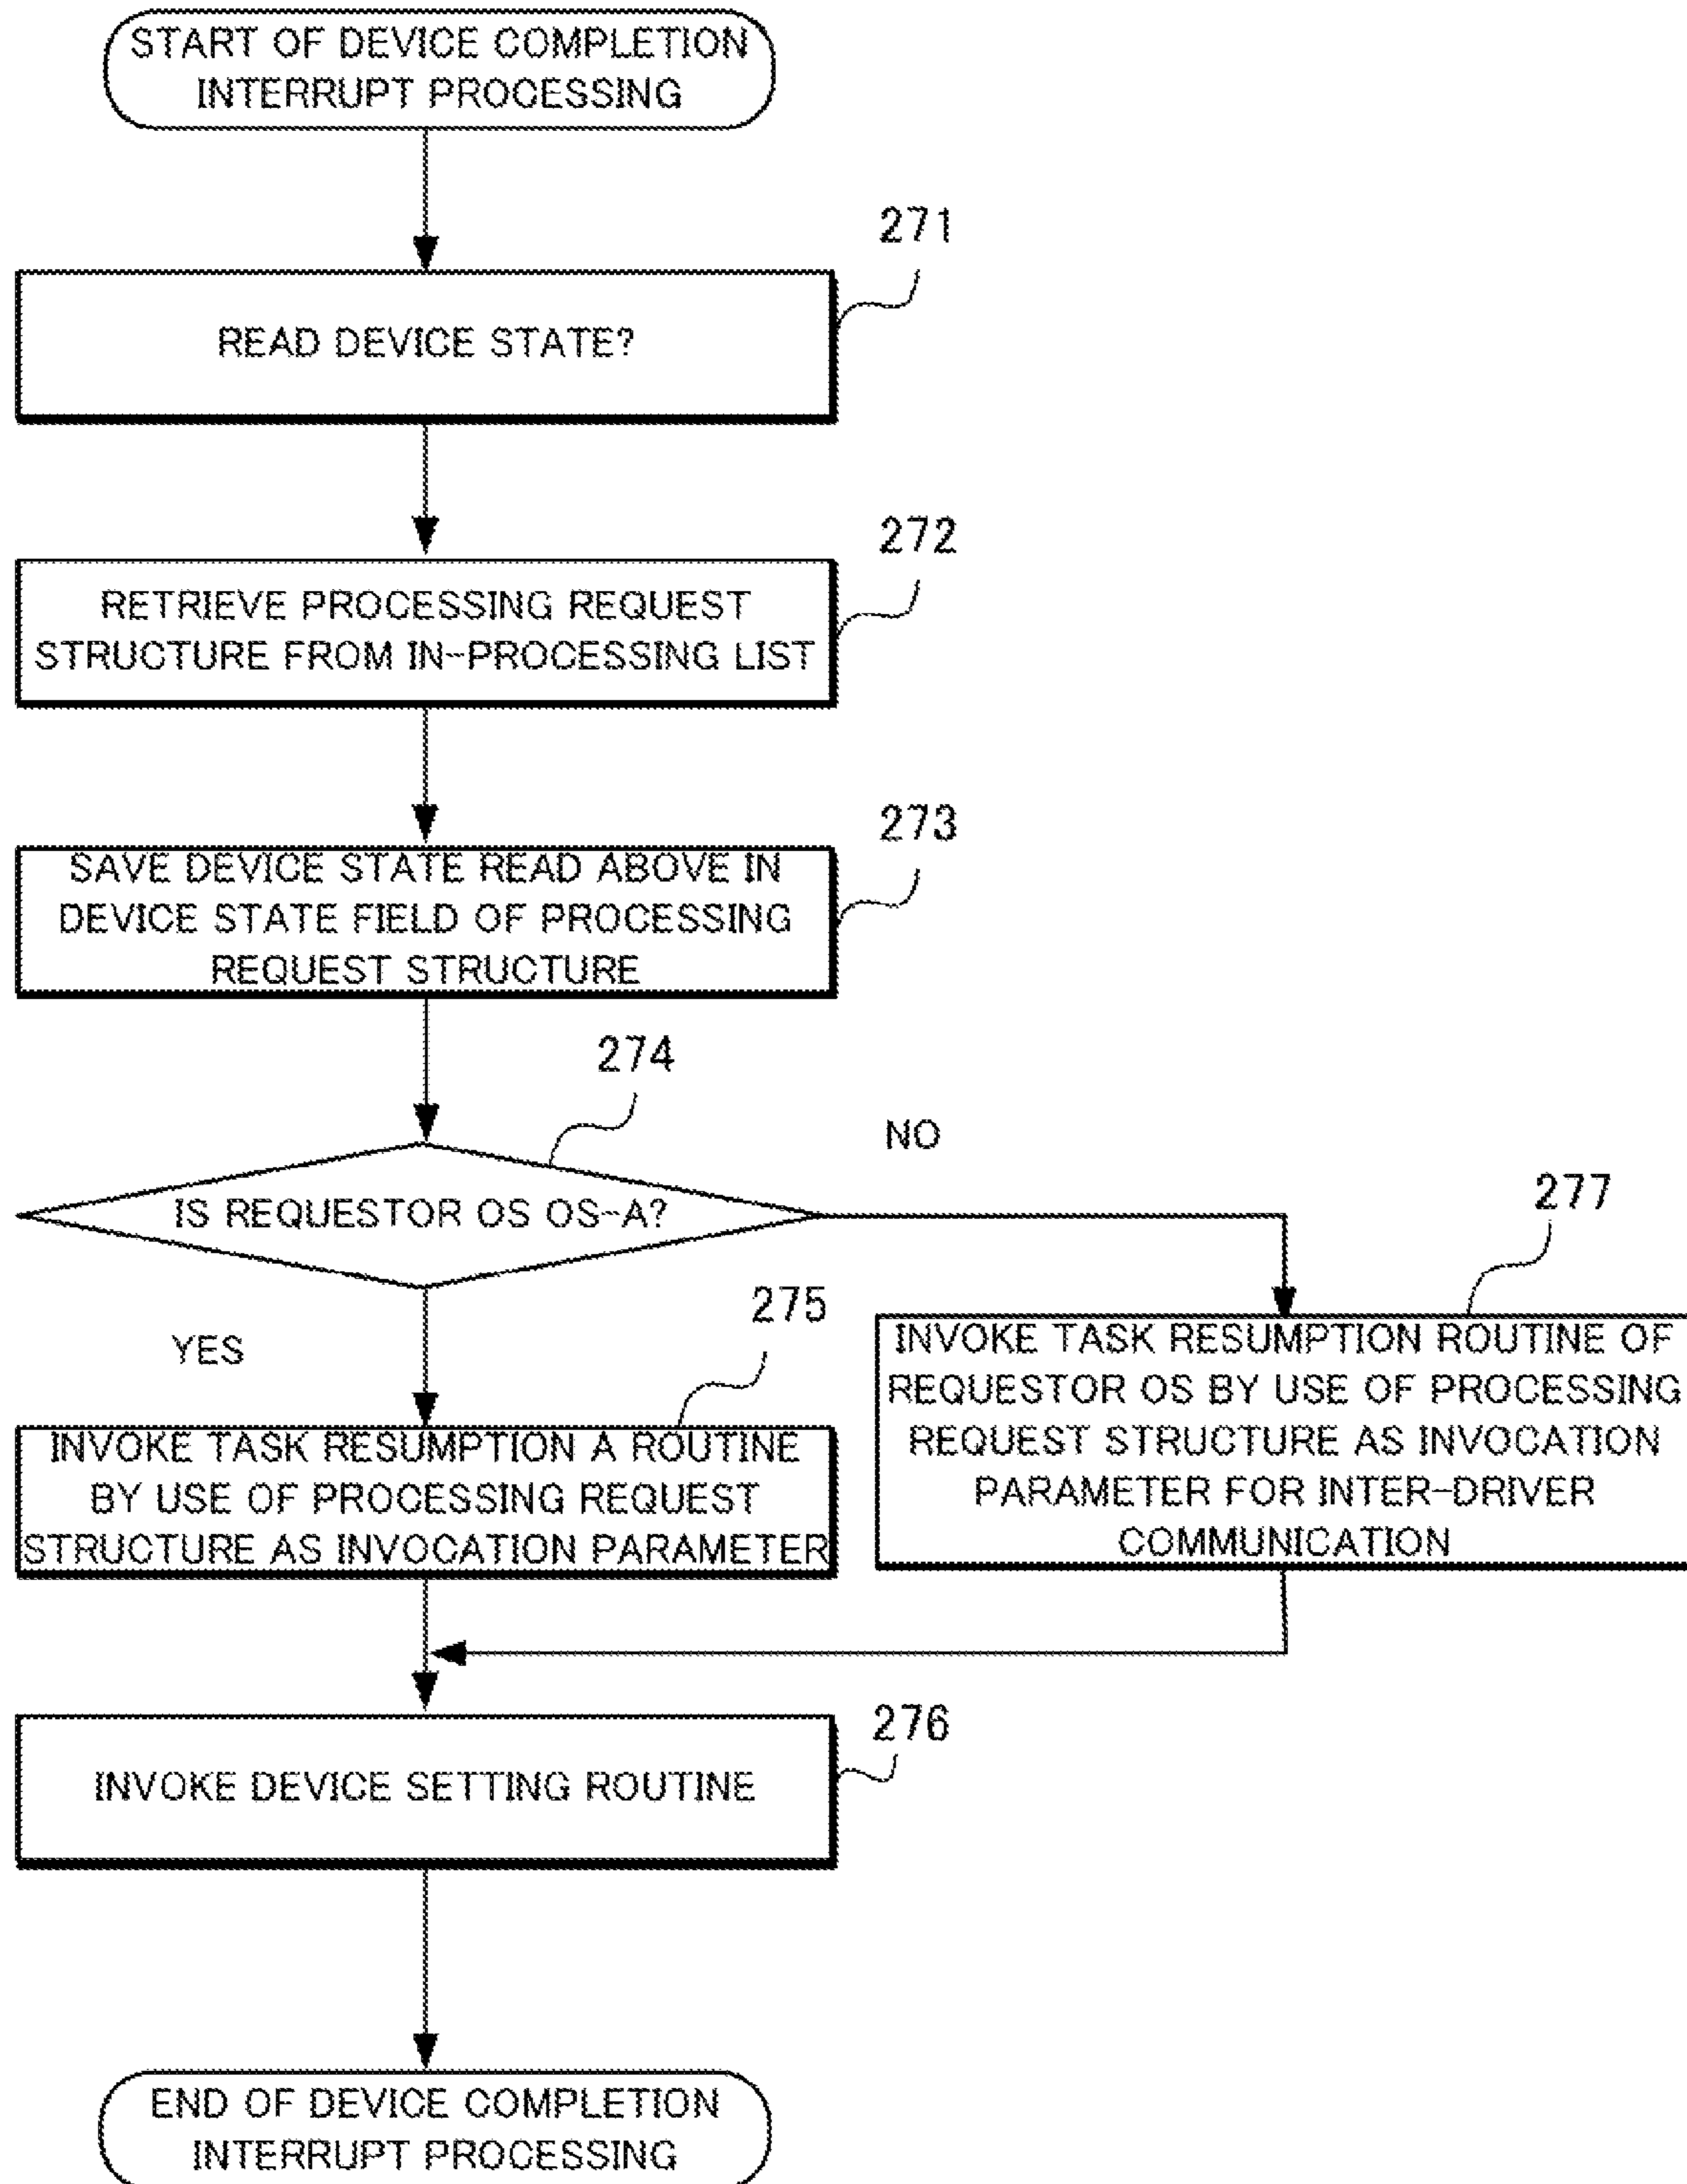 START OF DEVICE COMPLETION
INTERRUPT PROCESSING
271
READ DEVICE STATE?
272
RETRIEVE PROCESSING REQUEST
STRUCTURE FROM IN-PROCESSING LIST
273
SAVE DEVICE STATE READ ABOVE IN
DEVICE STATE FIELD OF PROCESSING
REQUEST STRUCTURE
274
NO
IS REQUESTOR OS OS-A?
277
YES
275
INVOKE TASK RESUMPTION A ROUTINE
BY USE OF PROCESSING REQUEST
STRUCTURE AS INVOCATION PARAMETER
INVOKE TASK RESUMPTION ROUTINE OF
REQUESTOR OS BY USE OF PROCESSING
REQUEST STRUCTURE AS INVOCATION
PARAMETER FOR INTER-DRIVER
COMMUNICATION
276
INVOKE DEVICE SETTING ROUTINE
END OF DEVICE COMPLETION
INTERRUPT PROCESSING